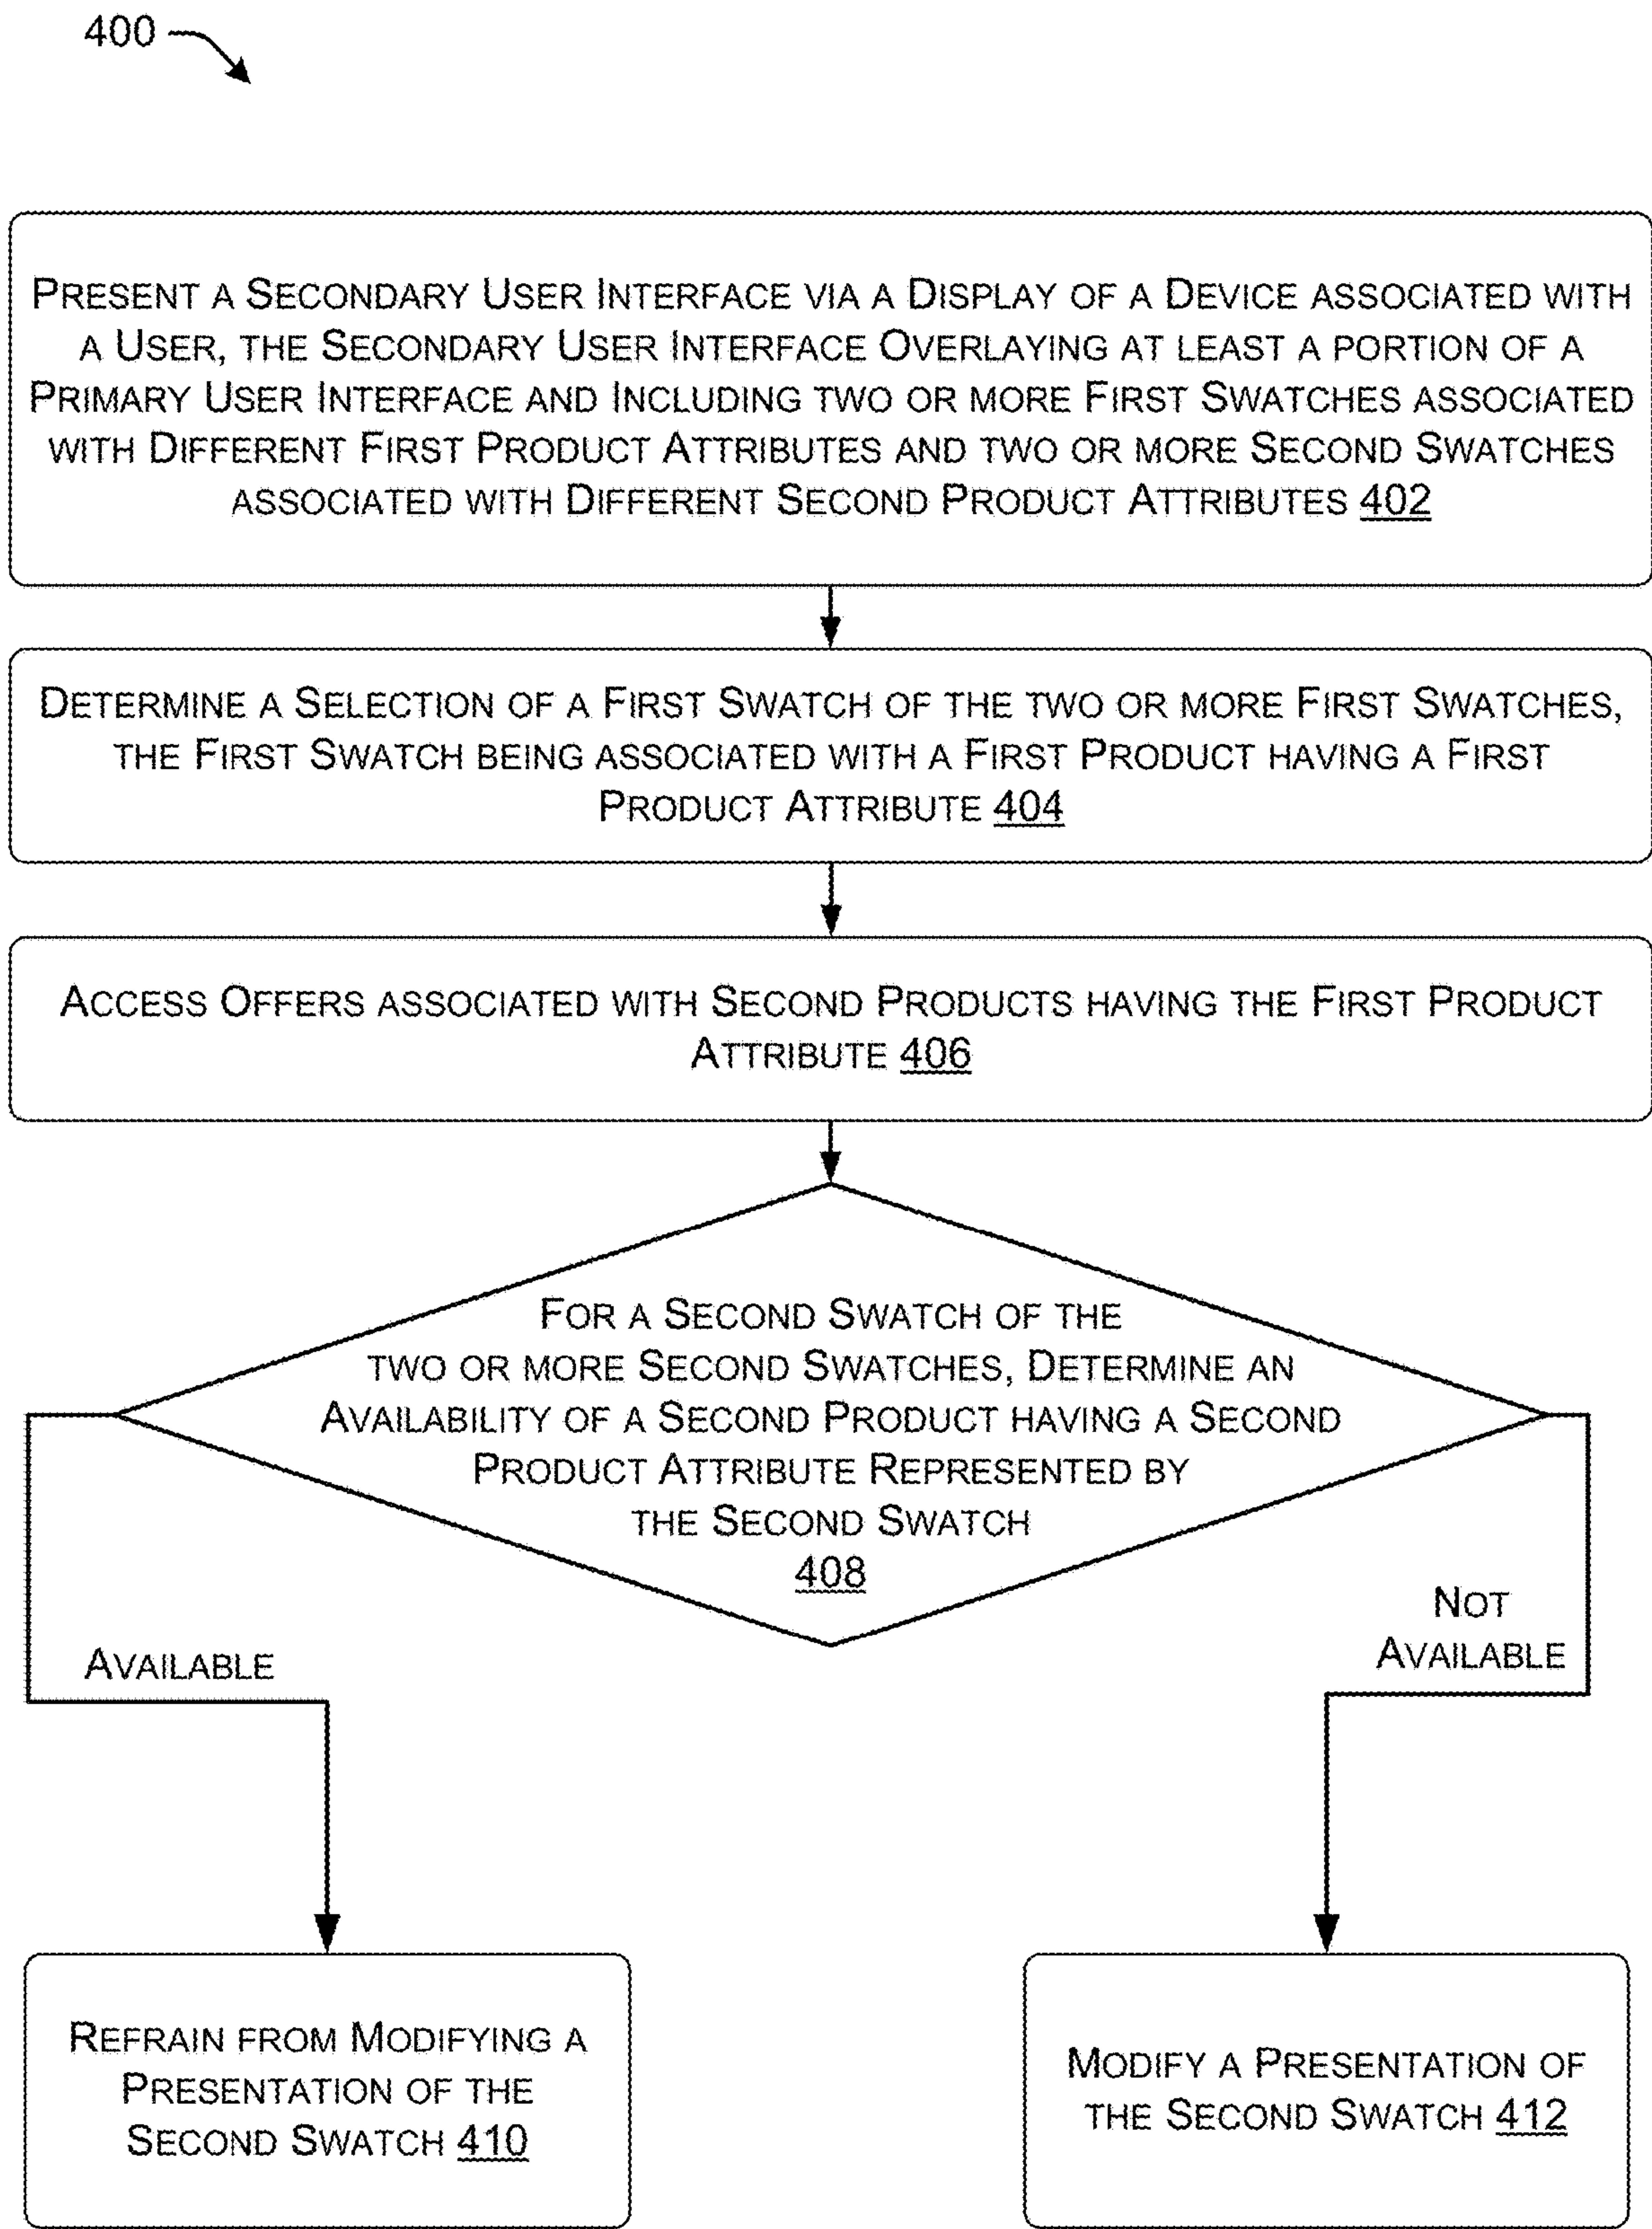 400
PRESENT A SECONDARY USER INTERFACE VIA A DISPLAY OF A DEVICE ASSOCIATED WITH
A USER, THE SECONDARY USER INTERFACE OVERLAYING AT LEAST A PORTION OF A
PRIMARY USER INTERFACE AND INCLUDING TWO OR MORE FIRST SWATCHES ASSOCIATED
WITH DIFFERENT FIRST PRODUCT ATTRIBUTES AND TWO OR MORE SECOND SWATCHES
ASSOCIATED WITH DIFFERENT SECOND PRODUCT ATTRIBUTES 402
DETERMINE A SELECTION OF A FIRST SWATCH OF THE TWO OR MORE FIRST SWATCHES,
THE FIRST SWATCH BEING ASSOCIATED WITH A FIRST PRODUCT HAVING A FIRST
PRODUCT ATTRIBUTE 404
ACCESS OFFERS ASSOCIATED WITH SECOND PRODUCTS HAVING THE FIRST PRODUCT
ATTRIBUTE 406
FOR A SECOND SWATCH OF THE
TWO OR MORE SECOND SWATCHES, DETERMINE AN
AVAILABILITY OF A SECOND PRODUCT HAVING A SECOND
PRODUCT ATTRIBUTE REPRESENTED BY
THE SECOND SWATCH
408
AVAILABLE
NOT
AVAILABLE
REFRAIN FROM MODIFYING A
PRESENTATION OF THE
SECOND SWATCH 410
MODIFY A PRESENTATION OF
THE SECOND SWATCH 412